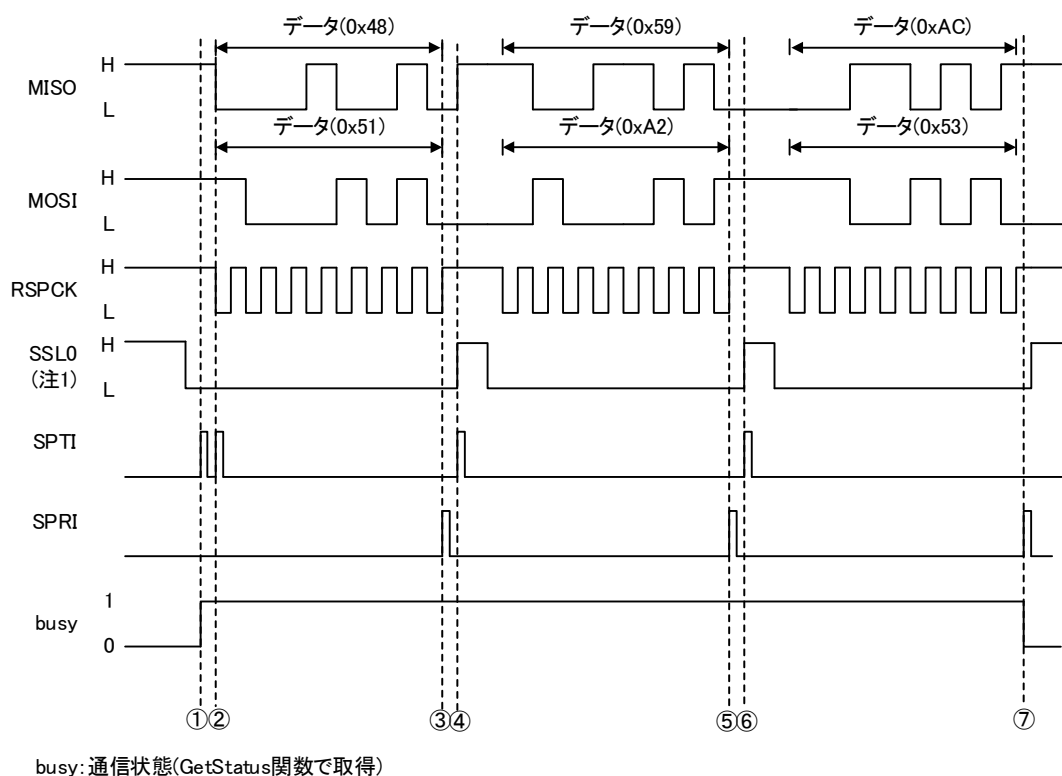 データ(0x48) データ(0x59) データ(0xAC)
MISO H L
データ(0x51) データ(0xA2) データ(0x53)
MOSI H L
RSPCK H L
SSL0
(注1) H L
SPTI
SPRI
busy 1 0
①② ③④ ⑤⑥ ⑦
busy:通信状態(GetStatus関数で取得)